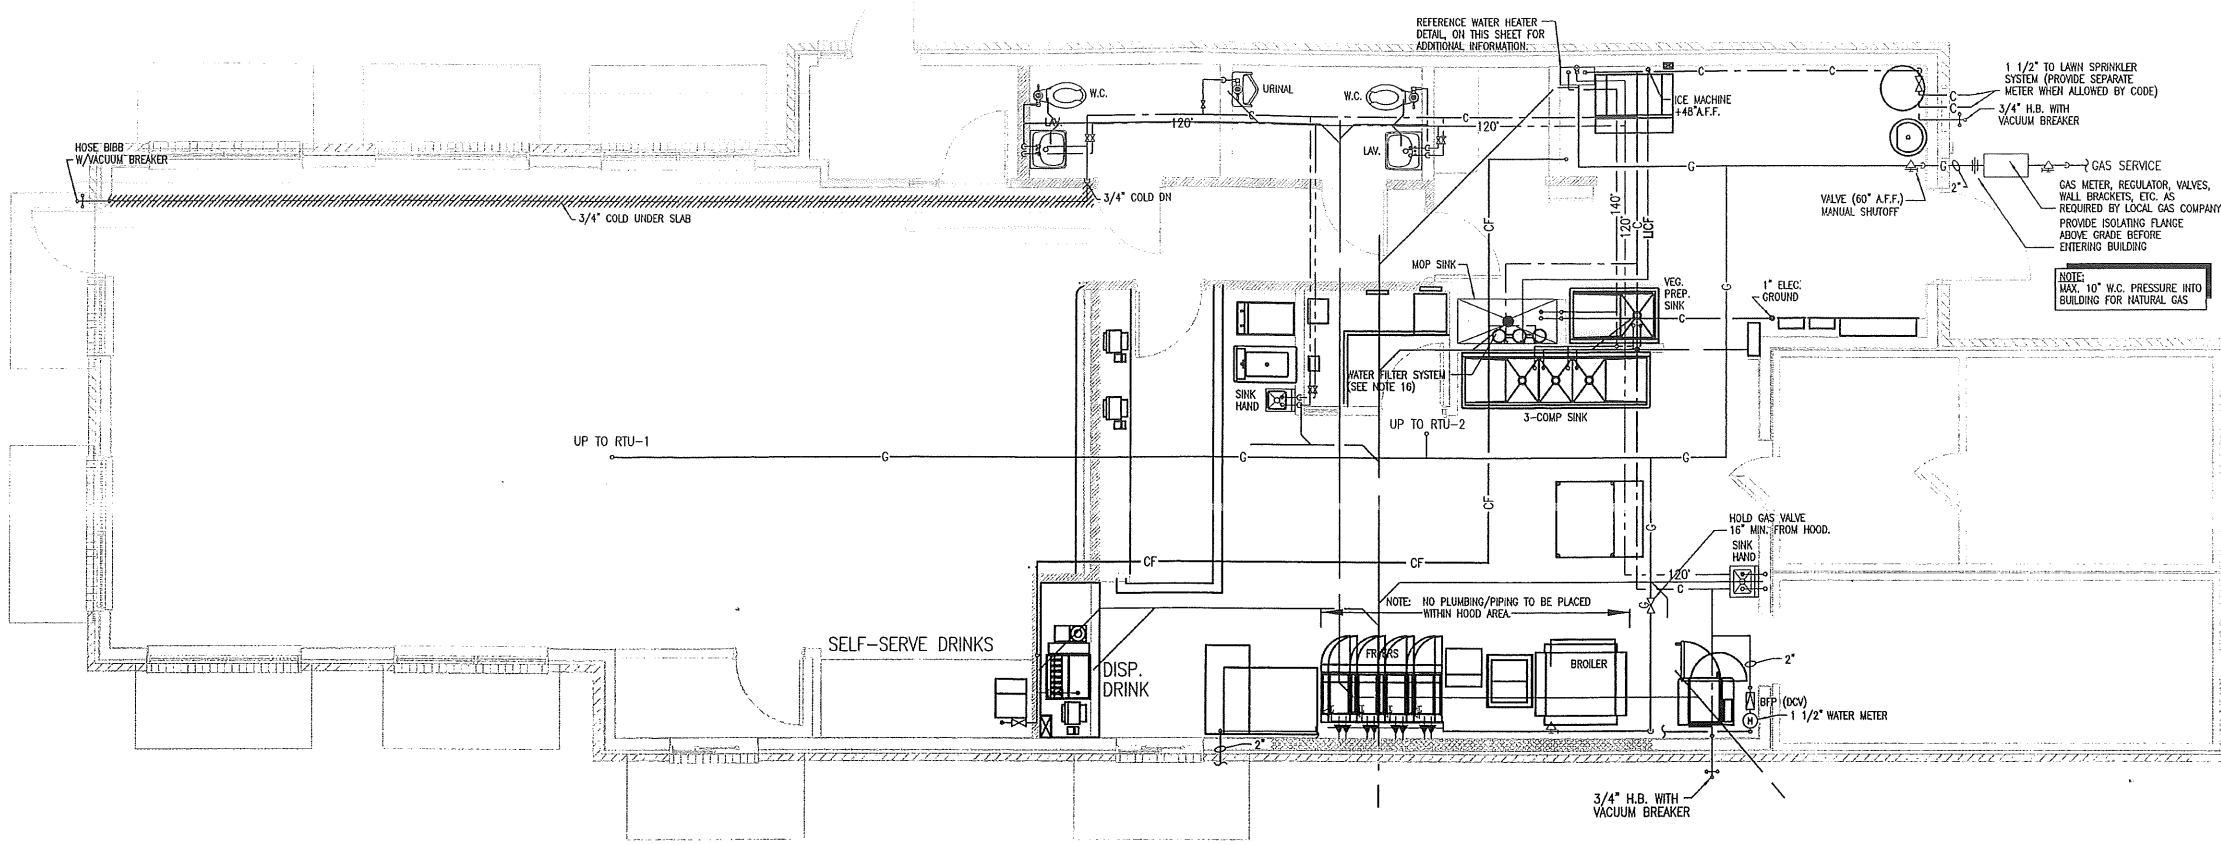 REFERENCE WATER HEATER
DETAIL, ON THIS SHEET FOR
ADDITIONAL INFORMATION.
1 1/2" TO LAWN SPRINKLER
SYSTEM (PROVIDE SEPARATE
METER WHEN ALLOWED BY CODE)
C
C
C
C
3/4" H.B. WITH
VACUUM BREAKER
W.C.
URINAL
W.C.
ICE MACHINE
+48"A.F.F.
LAV.
120°
C
C
120°
LAV.
HOSE BIBB
W/VACUUM BREAKER
G
G
2"
GAS SERVICE
GAS METER, REGULATOR, VALVES,
WALL BRACKETS, ETC. AS
REQUIRED BY LOCAL GAS COMPANY
PROVIDE ISOLATING FLANGE
ABOVE GRADE BEFORE
ENTERING BUILDING
VALVE (60" A.F.F.)
MANUAL SHUTOFF
3/4" COLD DN
3/4" COLD UNDER SLAB
CF
140°
120°
C
MOP SINK
VEG.
PREP.
SINK
1" ELEC.
GROUND
G
C
NOTE:
MAX. 10" W.C. PRESSURE INTO
BUILDING FOR NATURAL GAS
WATER FILTER SYSTEM
(SEE NOTE 16)
SINK
HAND
3-COMP SINK
UP TO RTU-1
UP TO RTU-2
G
G
G
CF
G
HOLD GAS VALVE
16" MIN. FROM HOOD.
SINK
HAND
CF
CF
120°
C
NOTE: NO PLUMBING/PIPING TO BE PLACED
WITHIN HOOD AREA.
G
SELF-SERVE DRINKS
DISP.
DRINK
FRYERS
BROILER
2"
BFP (DCV)
M
1 1/2" WATER METER
2"
3/4" H.B. WITH
VACUUM BREAKER